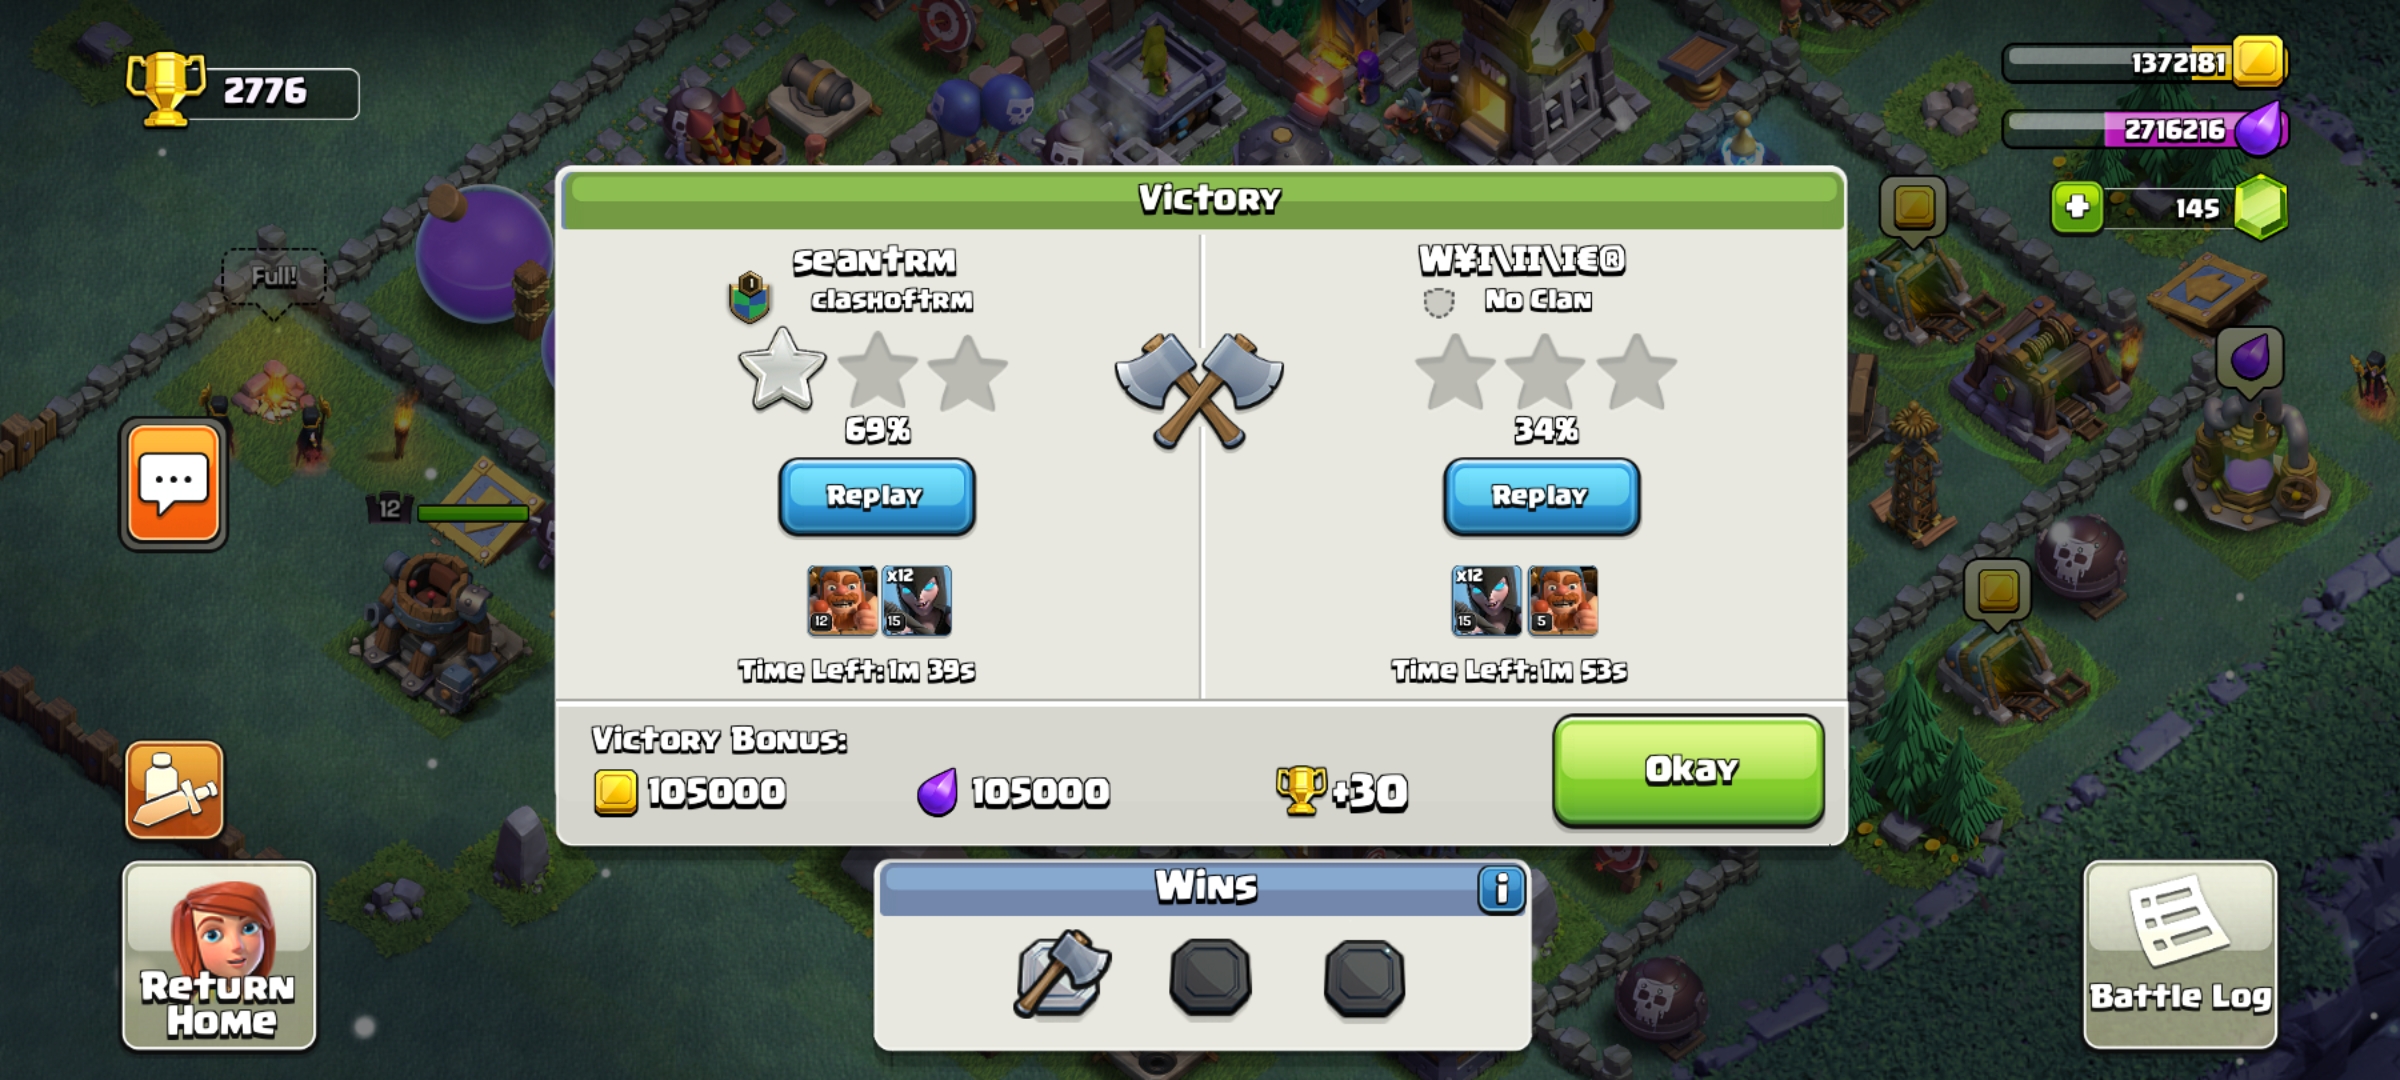 2776
1372181
2716216
145
Full!
12
Victory
seantrm
clashoftrm
W¥I\II\I€®
No Clan
69%
34%
Replay
Replay
12
x12
15
x12
15
5
Time Left:1m 39s
Time Left:1m 53s
Victory Bonus:
105000
105000
+30
Okay
Wins
i
Return
Home
Battle Log